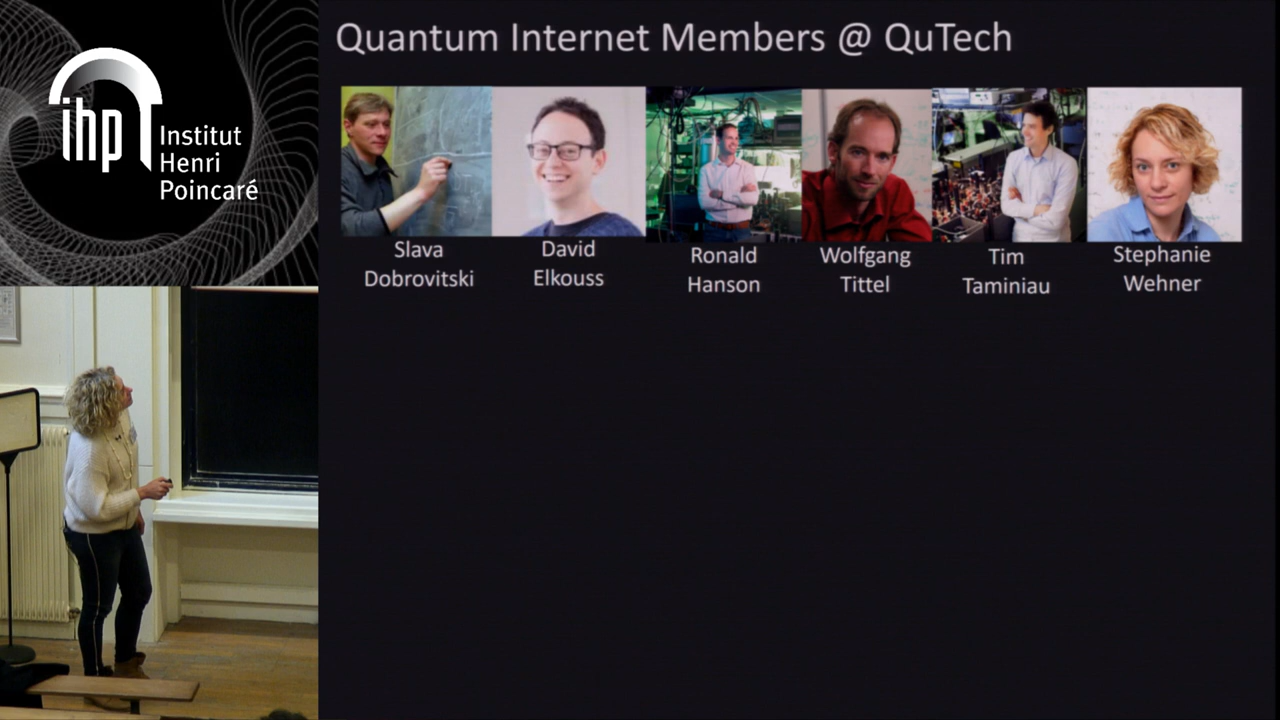 ihp
Institut
Henri
Poincaré
Quantum Internet Members @ QuTech
Slava
Dobrovitski
David
Elkouss
Ronald
Hanson
Wolfgang
Tittel
Tim
Taminiau
Stephanie
Wehner